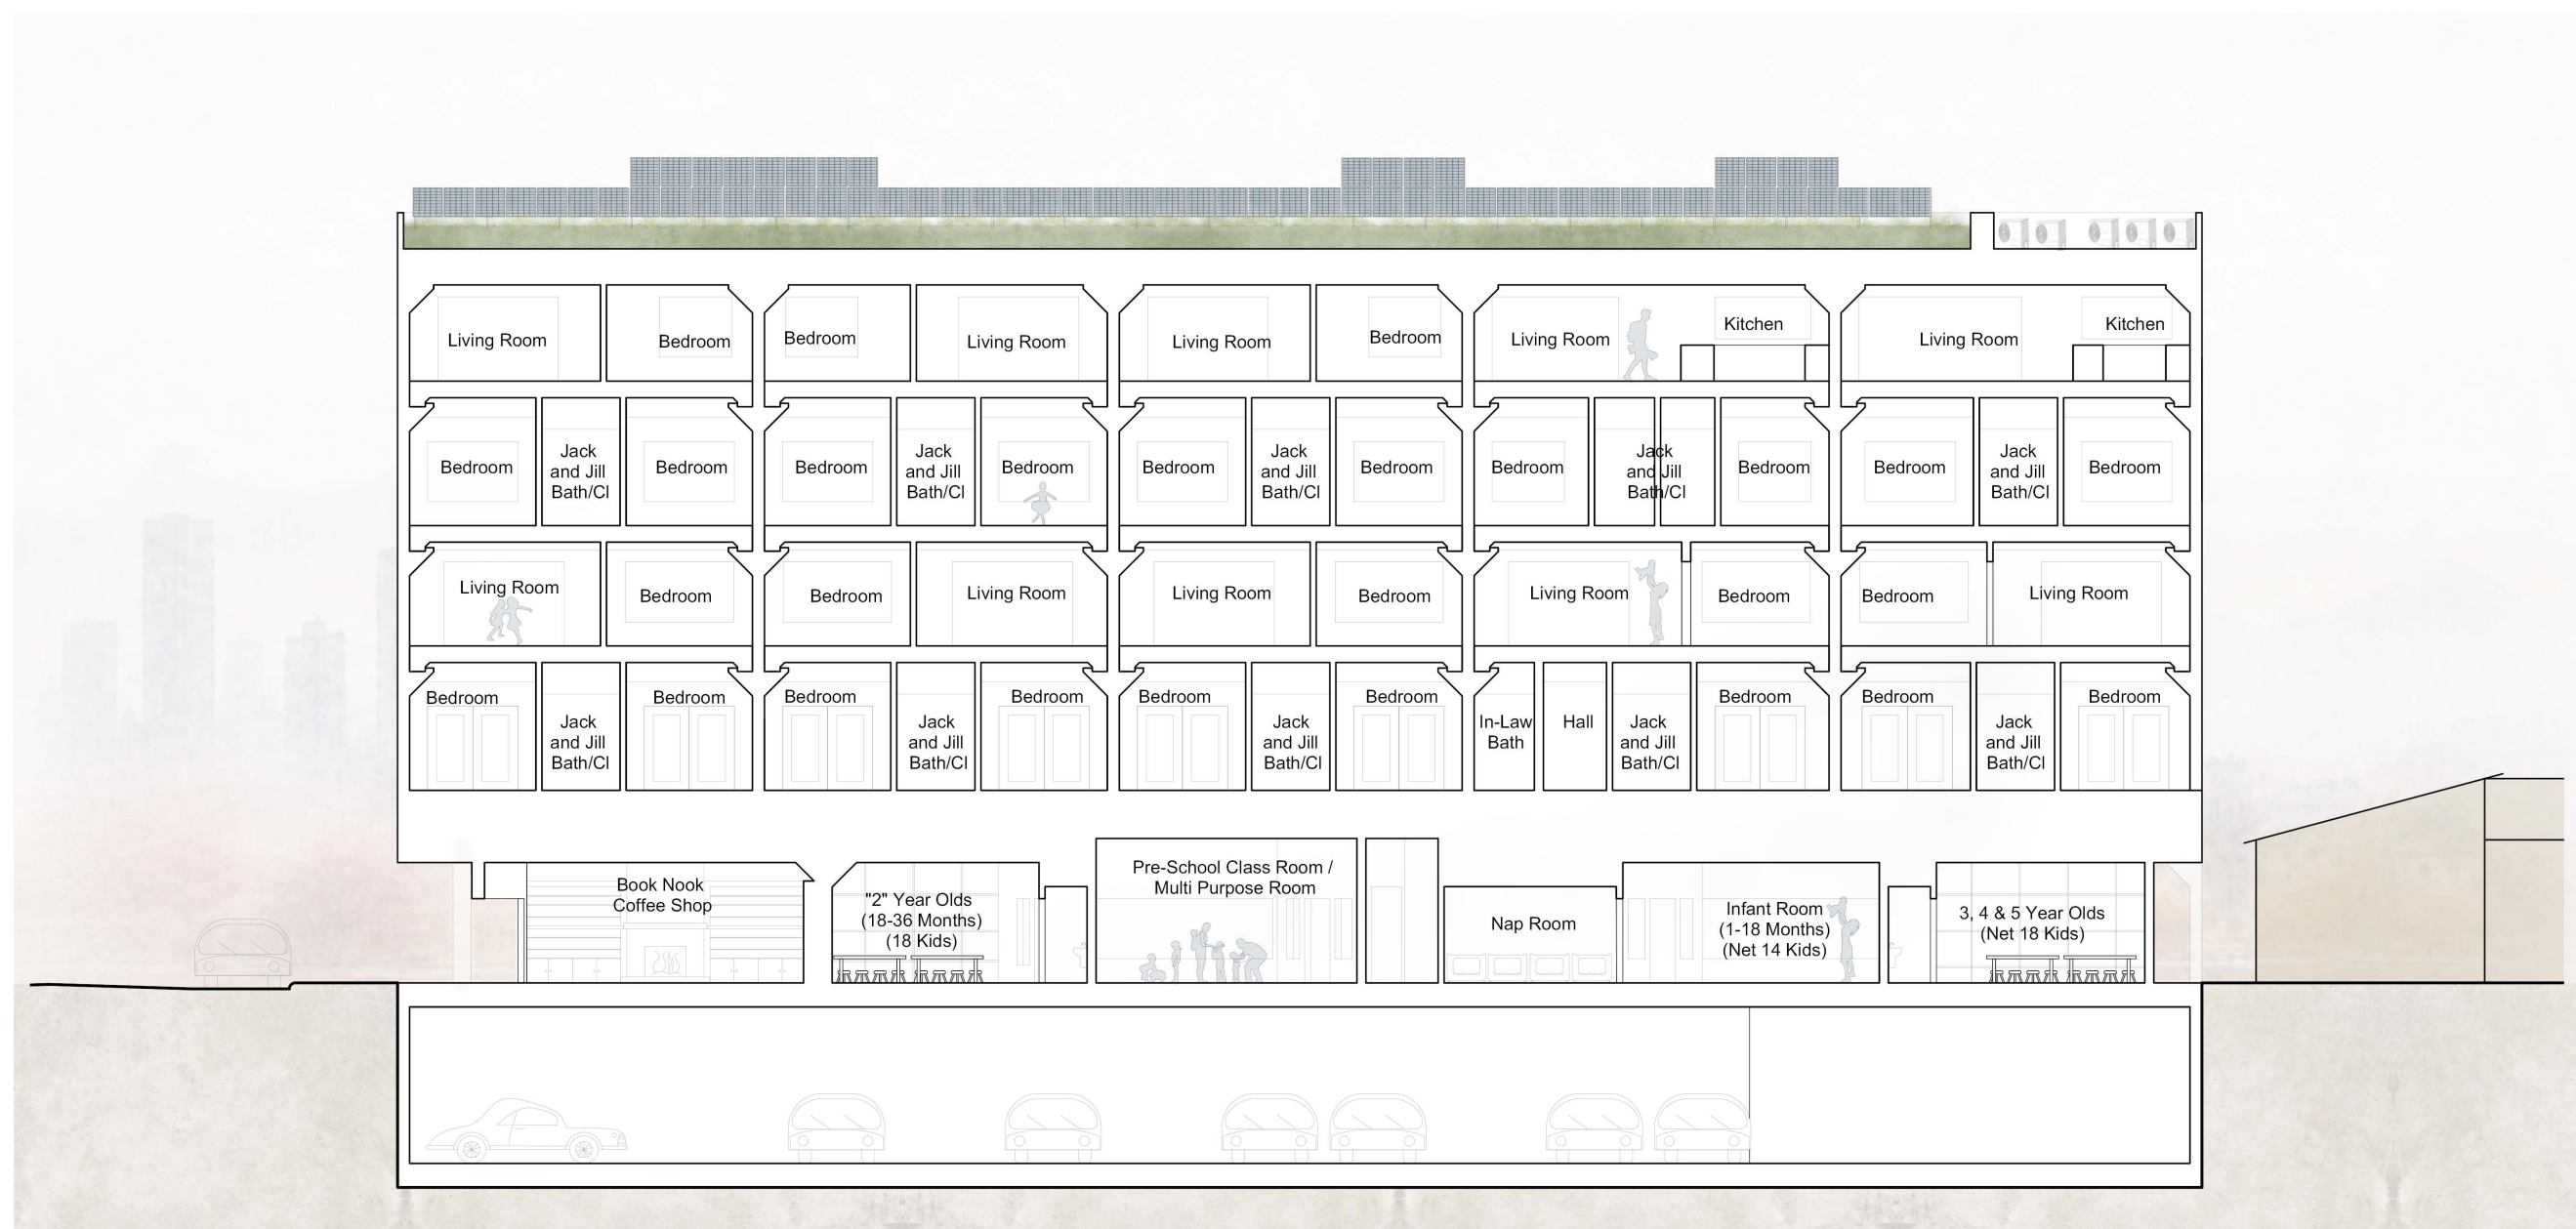 Living Room
Bedroom
Bedroom
Living Room
Living Room
Bedroom
Living Room
Kitchen
Living Room
Kitchen
Bedroom
Jack
and Jill
Bath/Cl
Bedroom
Bedroom
Jack
and Jill
Bath/Cl
Bedroom
Bedroom
Jack
and Jill
Bath/Cl
Bedroom
Bedroom
Jack
and Jill
Bath/Cl
Bedroom
Bedroom
Jack
and Jill
Bath/Cl
Bedroom
Living Room
Bedroom
Bedroom
Living Room
Living Room
Bedroom
Living Room
Bedroom
Bedroom
Living Room
Bedroom
Jack
and Jill
Bath/Cl
Bedroom
Bedroom
Jack
and Jill
Bath/Cl
Bedroom
Bedroom
Jack
and Jill
Bath/Cl
Bedroom
In-Law
Bath
Hall
Jack
and Jill
Bath/Cl
Bedroom
Bedroom
Jack
and Jill
Bath/Cl
Bedroom
Book Nook
Coffee Shop
"2" Year Olds
(18-36 Months)
(18 Kids)
Pre-School Class Room /
Multi Purpose Room
Nap Room
Infant Room
(1-18 Months)
(Net 14 Kids)
3, 4 & 5 Year Olds
(Net 18 Kids)